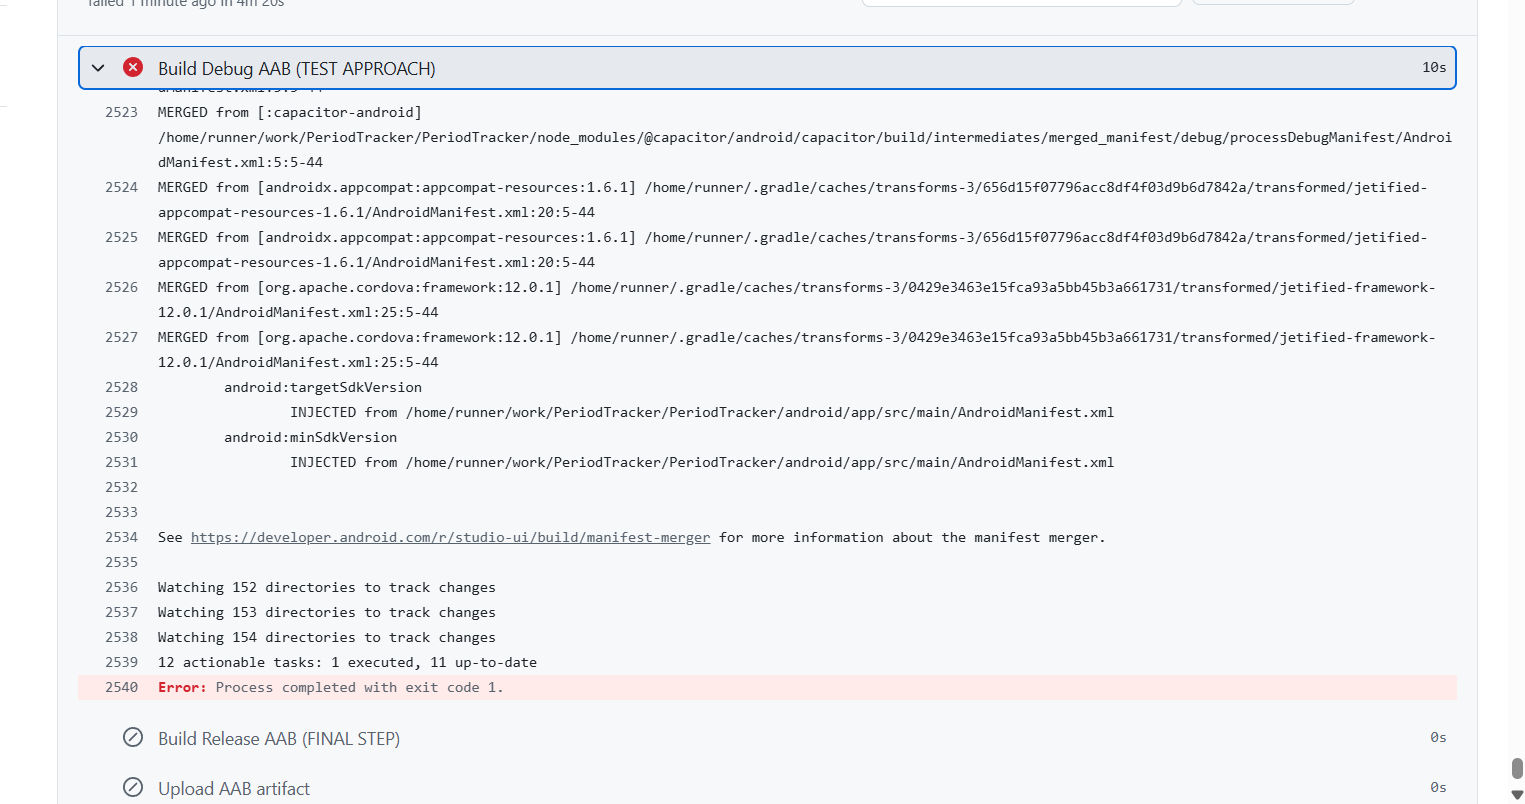 failed 1 minute ago in 4m 20s
Build Debug AAB (TEST APPROACH)
10s
dManifest.xml:5:5-44
2523 MERGED from [:capacitor-android]
/home/runner/work/PeriodTracker/PeriodTracker/node_modules/@capacitor/android/capacitor/build/intermediates/merged_manifest/debug/processDebugManifest/Androi
dManifest.xml:5:5-44
2524 MERGED from [androidx.appcompat:appcompat-resources:1.6.1] /home/runner/.gradle/caches/transforms-3/656d15f07796acc8df4f03d9b6d7842a/transformed/jetified-
appcompat-resources-1.6.1/AndroidManifest.xml:20:5-44
2525 MERGED from [androidx.appcompat:appcompat-resources:1.6.1] /home/runner/.gradle/caches/transforms-3/656d15f07796acc8df4f03d9b6d7842a/transformed/jetified-
appcompat-resources-1.6.1/AndroidManifest.xml:20:5-44
2526 MERGED from [org.apache.cordova:framework:12.0.1] /home/runner/.gradle/caches/transforms-3/0429e3463e15fca93a5bb45b3a661731/transformed/jetified-framework-
12.0.1/AndroidManifest.xml:25:5-44
2527 MERGED from [org.apache.cordova:framework:12.0.1] /home/runner/.gradle/caches/transforms-3/0429e3463e15fca93a5bb45b3a661731/transformed/jetified-framework-
12.0.1/AndroidManifest.xml:25:5-44
2528 android:targetSdkVersion
2529 INJECTED from /home/runner/work/PeriodTracker/PeriodTracker/android/app/src/main/AndroidManifest.xml
2530 android:minSdkVersion
2531 INJECTED from /home/runner/work/PeriodTracker/PeriodTracker/android/app/src/main/AndroidManifest.xml
2532
2533
2534 See https://developer.android.com/r/studio-ui/build/manifest-merger for more information about the manifest merger.
2535
2536 Watching 152 directories to track changes
2537 Watching 153 directories to track changes
2538 Watching 154 directories to track changes
2539 12 actionable tasks: 1 executed, 11 up-to-date
2540 Error: Process completed with exit code 1.
Build Release AAB (FINAL STEP)
0s
Upload AAB artifact
0s